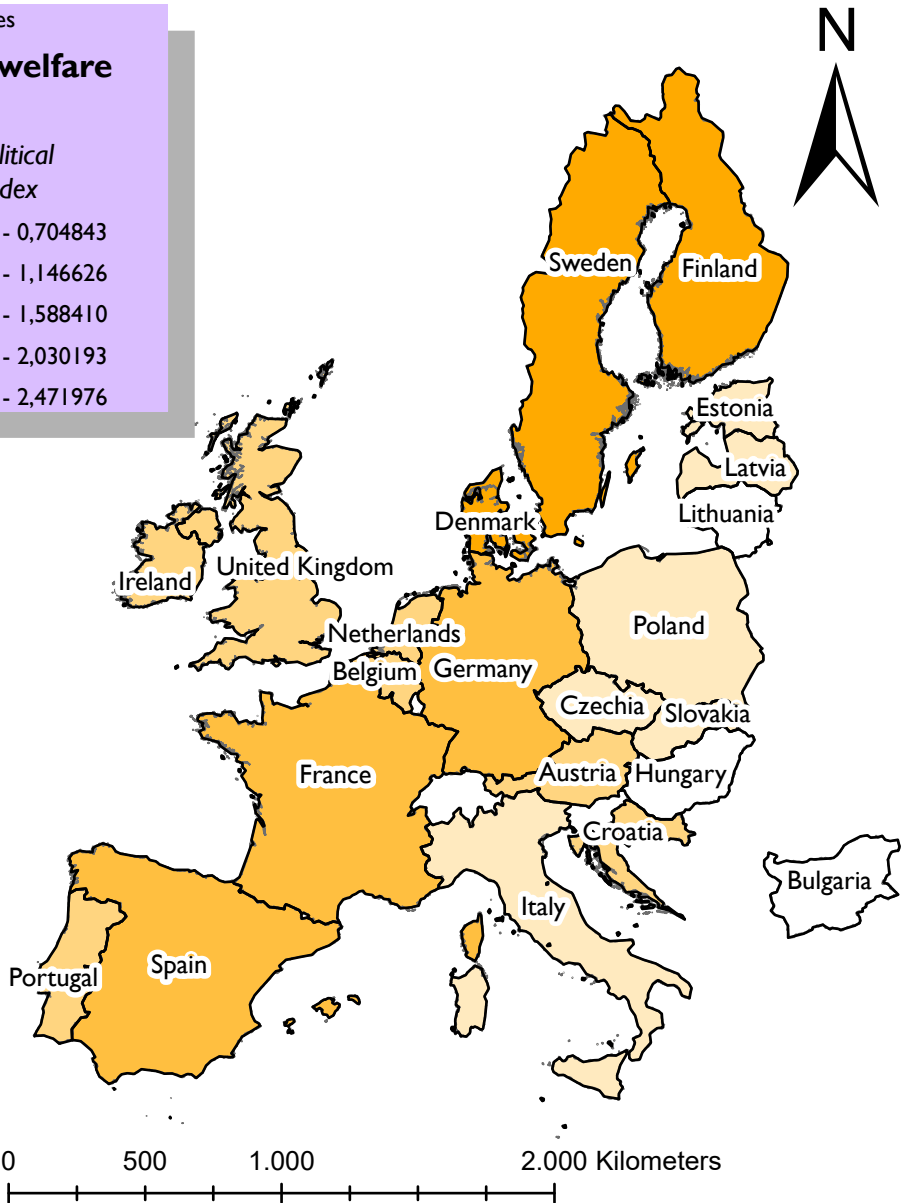 es
welfare
litical
dex
- 0,704843
- 1,146626
- 1,588410
- 2,030193
- 2,471976
N
Sweden
Finland
Estonia
Latvia
Lithuania
Denmark
United Kingdom
Ireland
Netherlands
Poland
Belgium
Germany
Czechia
Slovakia
France
Austria
Hungary
Croatia
Bulgaria
Italy
Spain
Portugal
0 500 1.000 2.000 Kilometers